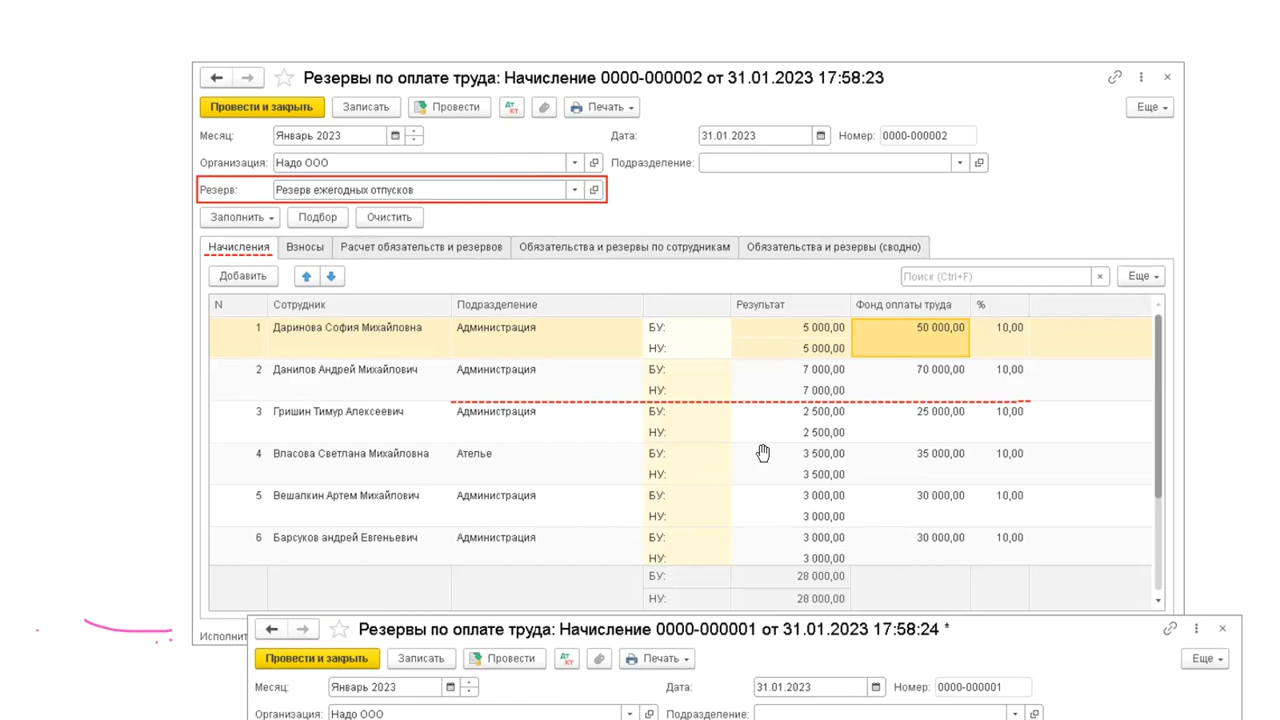 Резервы по оплате труда: Начисление 0000-000002 от 31.01.2023 17:58:23
Провести и закрыть Записать Провести Дт Кт Печать Еще
Месяц: Январь 2023 Дата: 31.01.2023 Номер: 0000-000002
Организация: Надо ООО Подразделение:
Резерв: Резерв ежегодных отпусков
Заполнить Подбор Очистить
Начисления Взносы Расчет обязательств и резервов Обязательства и резервы по сотрудникам Обязательства и резервы (сводно)
Добавить Поиск (Ctrl+F) × Еще
N Сотрудник Подразделение Результат Фонд оплаты труда %
1 Даринова София Михайловна Администрация БУ: 5 000,00 50 000,00 10,00
НУ: 5 000,00
2 Данилов Андрей Михайлович Администрация БУ: 7 000,00 70 000,00 10,00
НУ: 7 000,00
3 Гришин Тимур Алексеевич Администрация БУ: 2 500,00 25 000,00 10,00
НУ: 2 500,00
4 Власова Светлана Михайловна Ателье БУ: 3 500,00 35 000,00 10,00
НУ: 3 500,00
5 Вешалкин Артем Михайлович Администрация БУ: 3 000,00 30 000,00 10,00
НУ: 3 000,00
6 Барсуков андрей Евгеньевич Администрация БУ: 3 000,00 30 000,00 10,00
НУ: 3 000,00
БУ: 28 000,00
НУ: 28 000,00
Исполнит
Резервы по оплате труда: Начисление 0000-000001 от 31.01.2023 17:58:24 *
Провести и закрыть Записать Провести Дт Кт Печать Еще
Месяц: Январь 2023 Дата: 31.01.2023 Номер: 0000-000001
Организация: Надо ООО Подразделение: